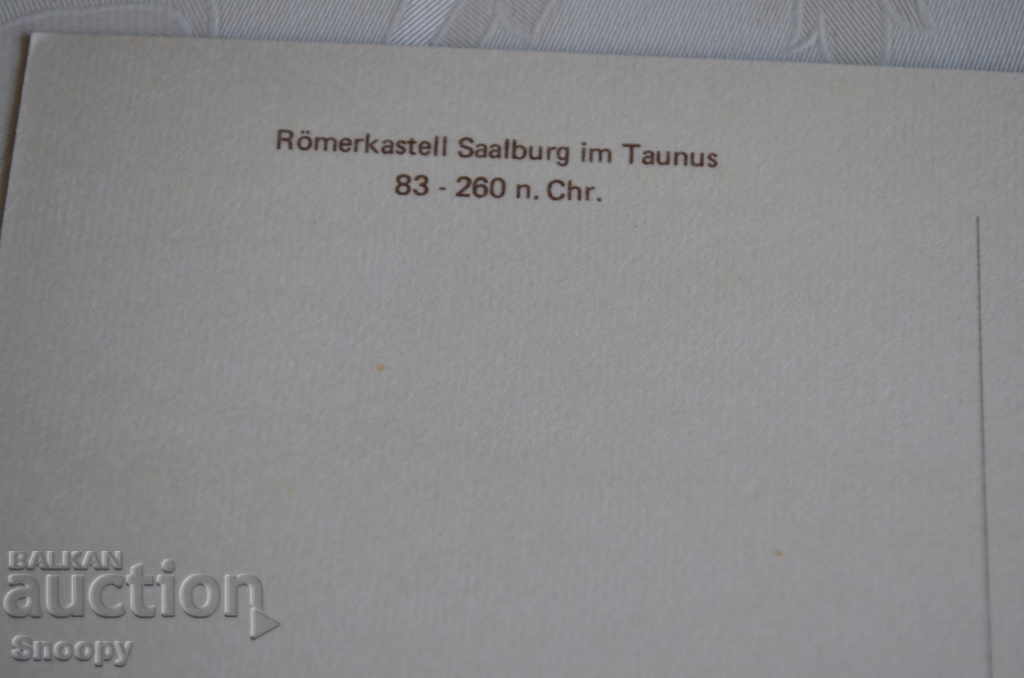 Römerkastell Saalburg im Taunus
83 - 260 n. Chr.
BALKAN
auction
Snoopy